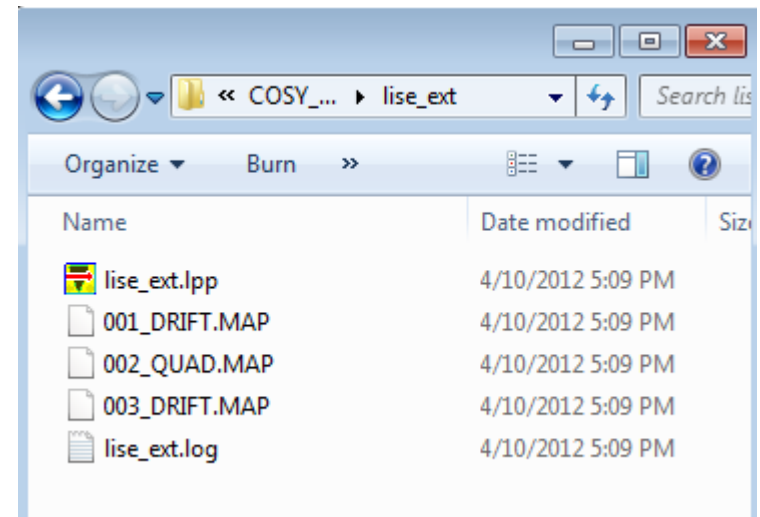 « COSY_... lise_ext Search lis
Organize Burn »
Name Date modified Siz
lise_ext.lpp 4/10/2012 5:09 PM
001_DRIFT.MAP 4/10/2012 5:09 PM
002_QUAD.MAP 4/10/2012 5:09 PM
003_DRIFT.MAP 4/10/2012 5:09 PM
lise_ext.log 4/10/2012 5:09 PM